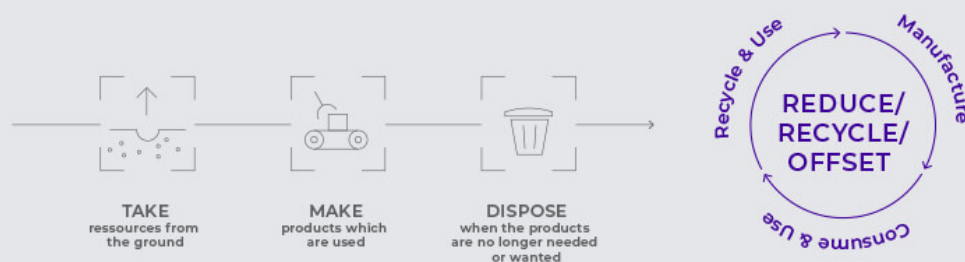 TAKE
ressources from
the ground
MAKE
products which
are used
DISPOSE
when the products
are no longer needed
or wanted
Recycle & Use
Manufacture
REDUCE/
RECYCLE/
OFFSET
Consume & Use